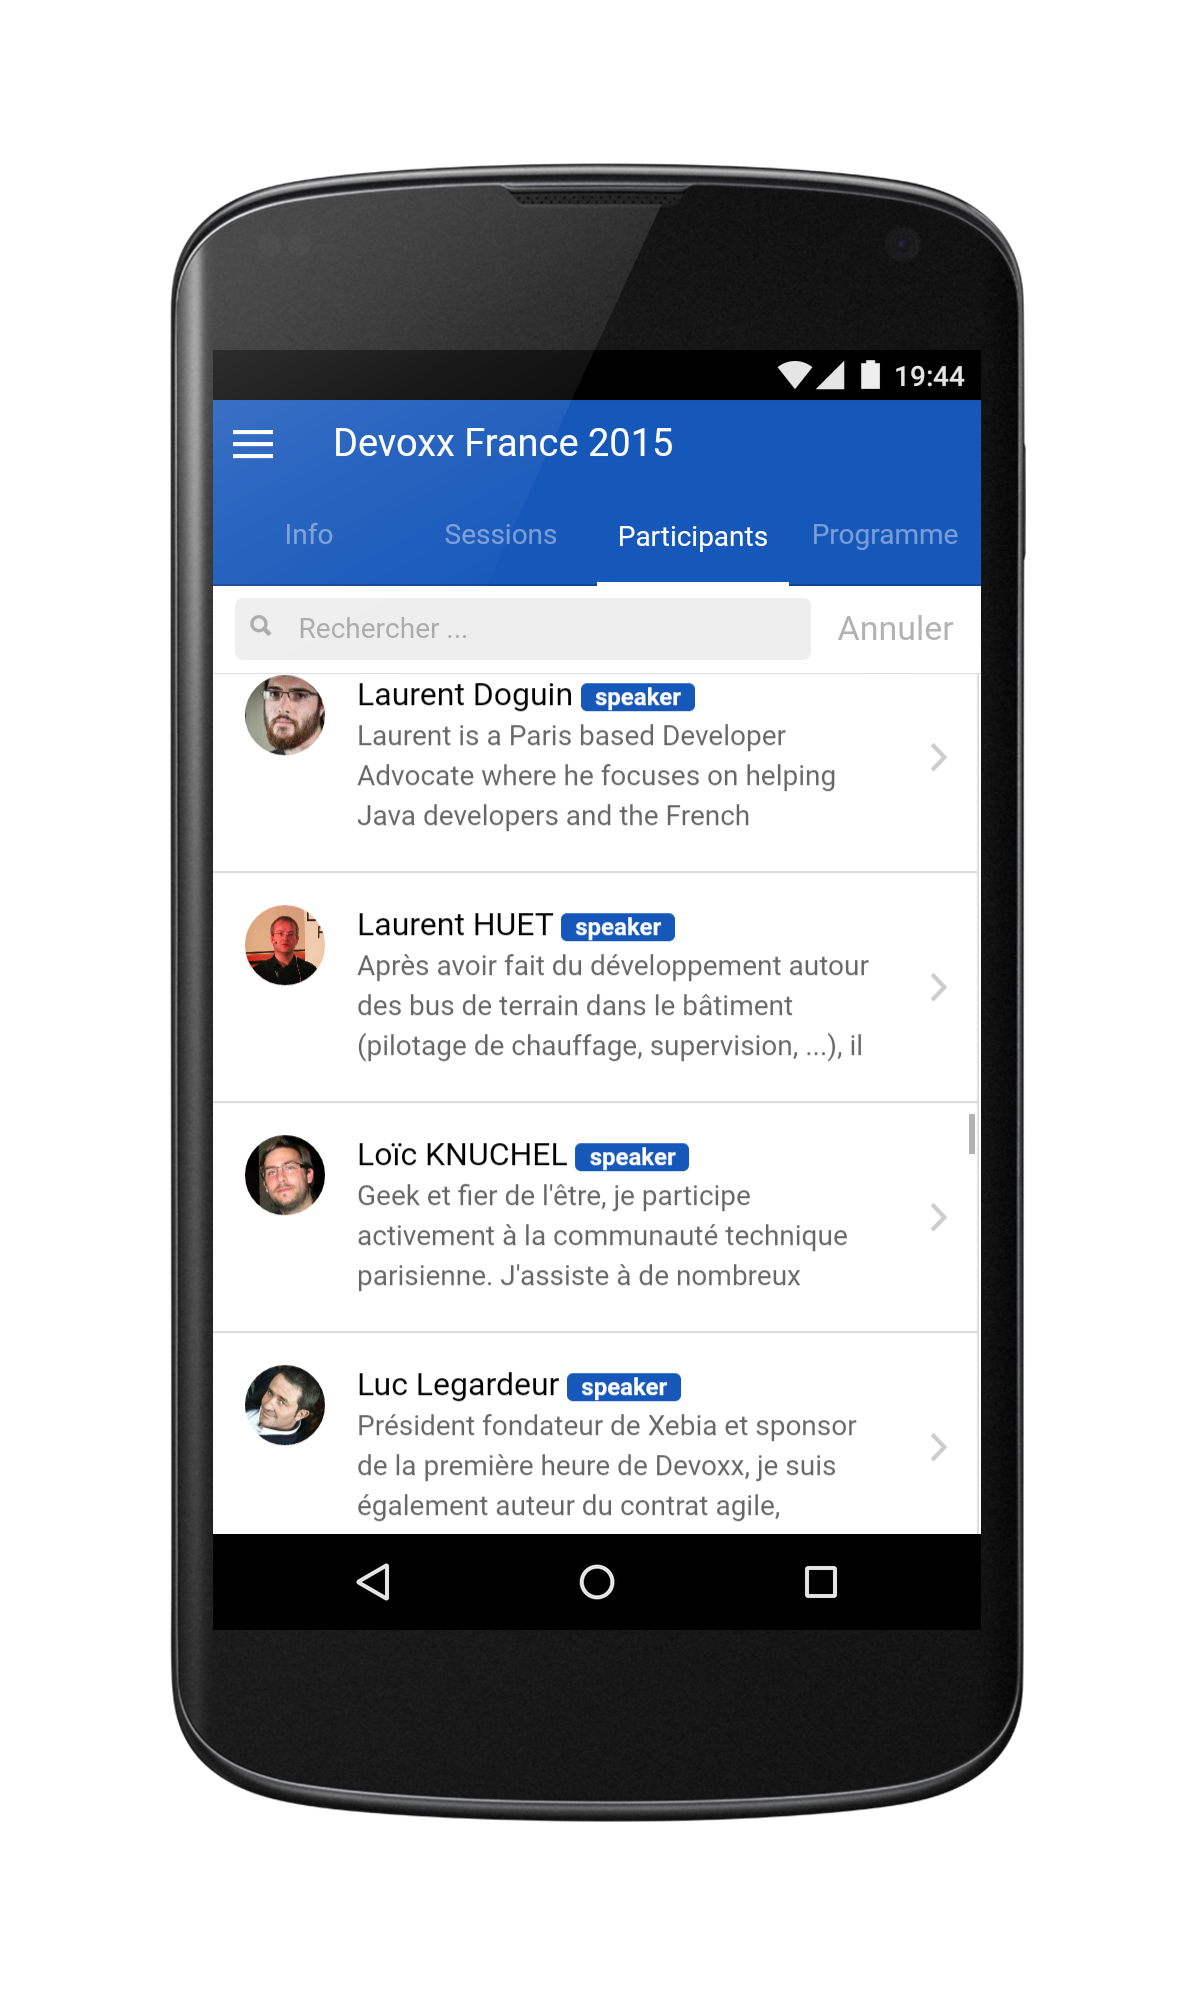 19:44
Devoxx France 2015
Info Sessions Participants Programme
Rechercher ... Annuler
Laurent Doguin speaker
Laurent is a Paris based Developer
Advocate where he focuses on helping
Java developers and the French
Laurent HUET speaker
Après avoir fait du développement autour
des bus de terrain dans le bâtiment
(pilotage de chauffage, supervision, ...), il
Loïc KNUCHEL speaker
Geek et fier de l'être, je participe
activement à la communauté technique
parisienne. J'assiste à de nombreux
Luc Legardeur speaker
Président fondateur de Xebia et sponsor
de la première heure de Devoxx, je suis
également auteur du contrat agile,